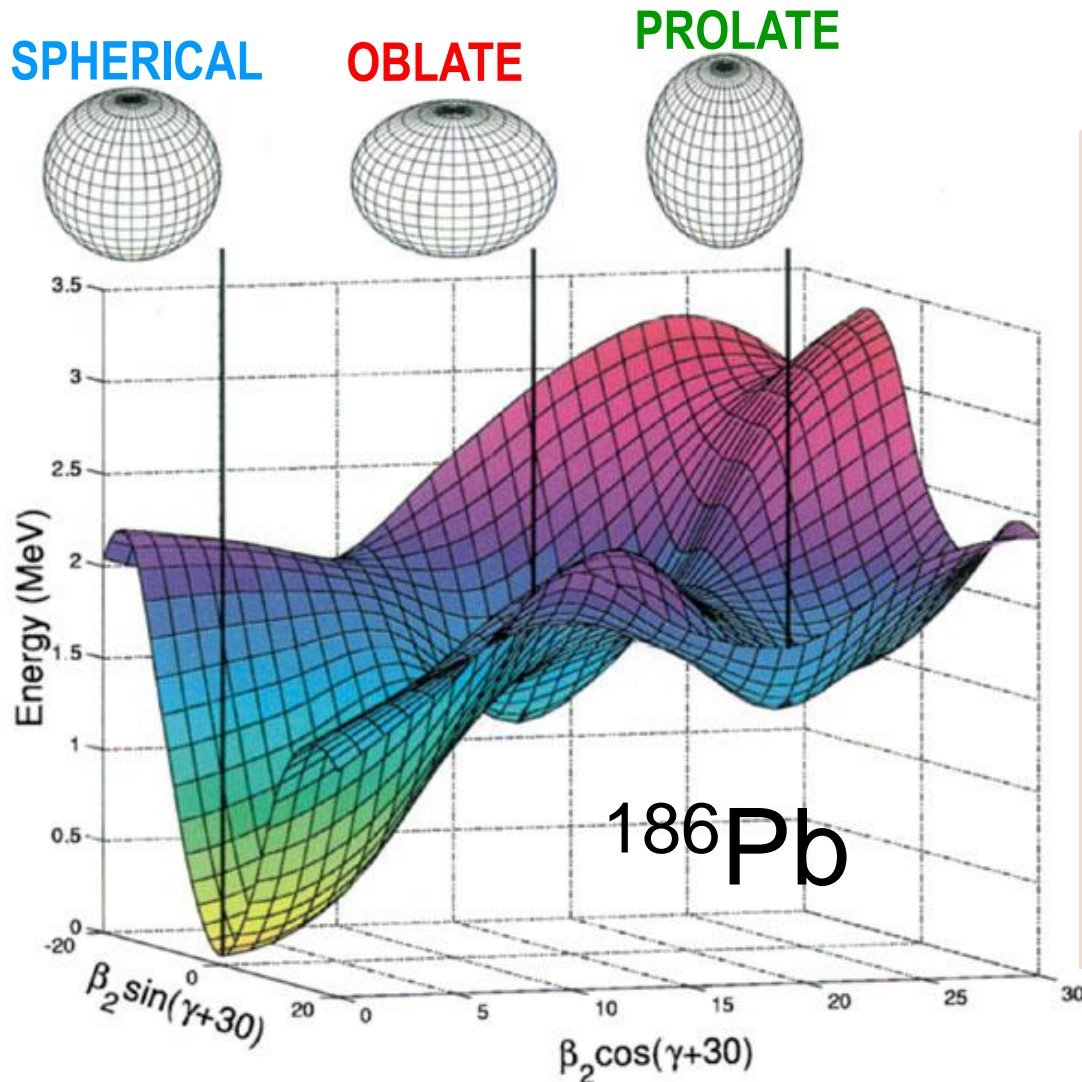 SPHERICAL
OBLATE
PROLATE
3.5
3
2.5
2
1.5
1
0.5
0
Energy (MeV)
-20
0
20
β₂sin(γ+30)
0
5
10
15
20
25
30
β₂cos(γ+30)
¹⁸⁶Pb